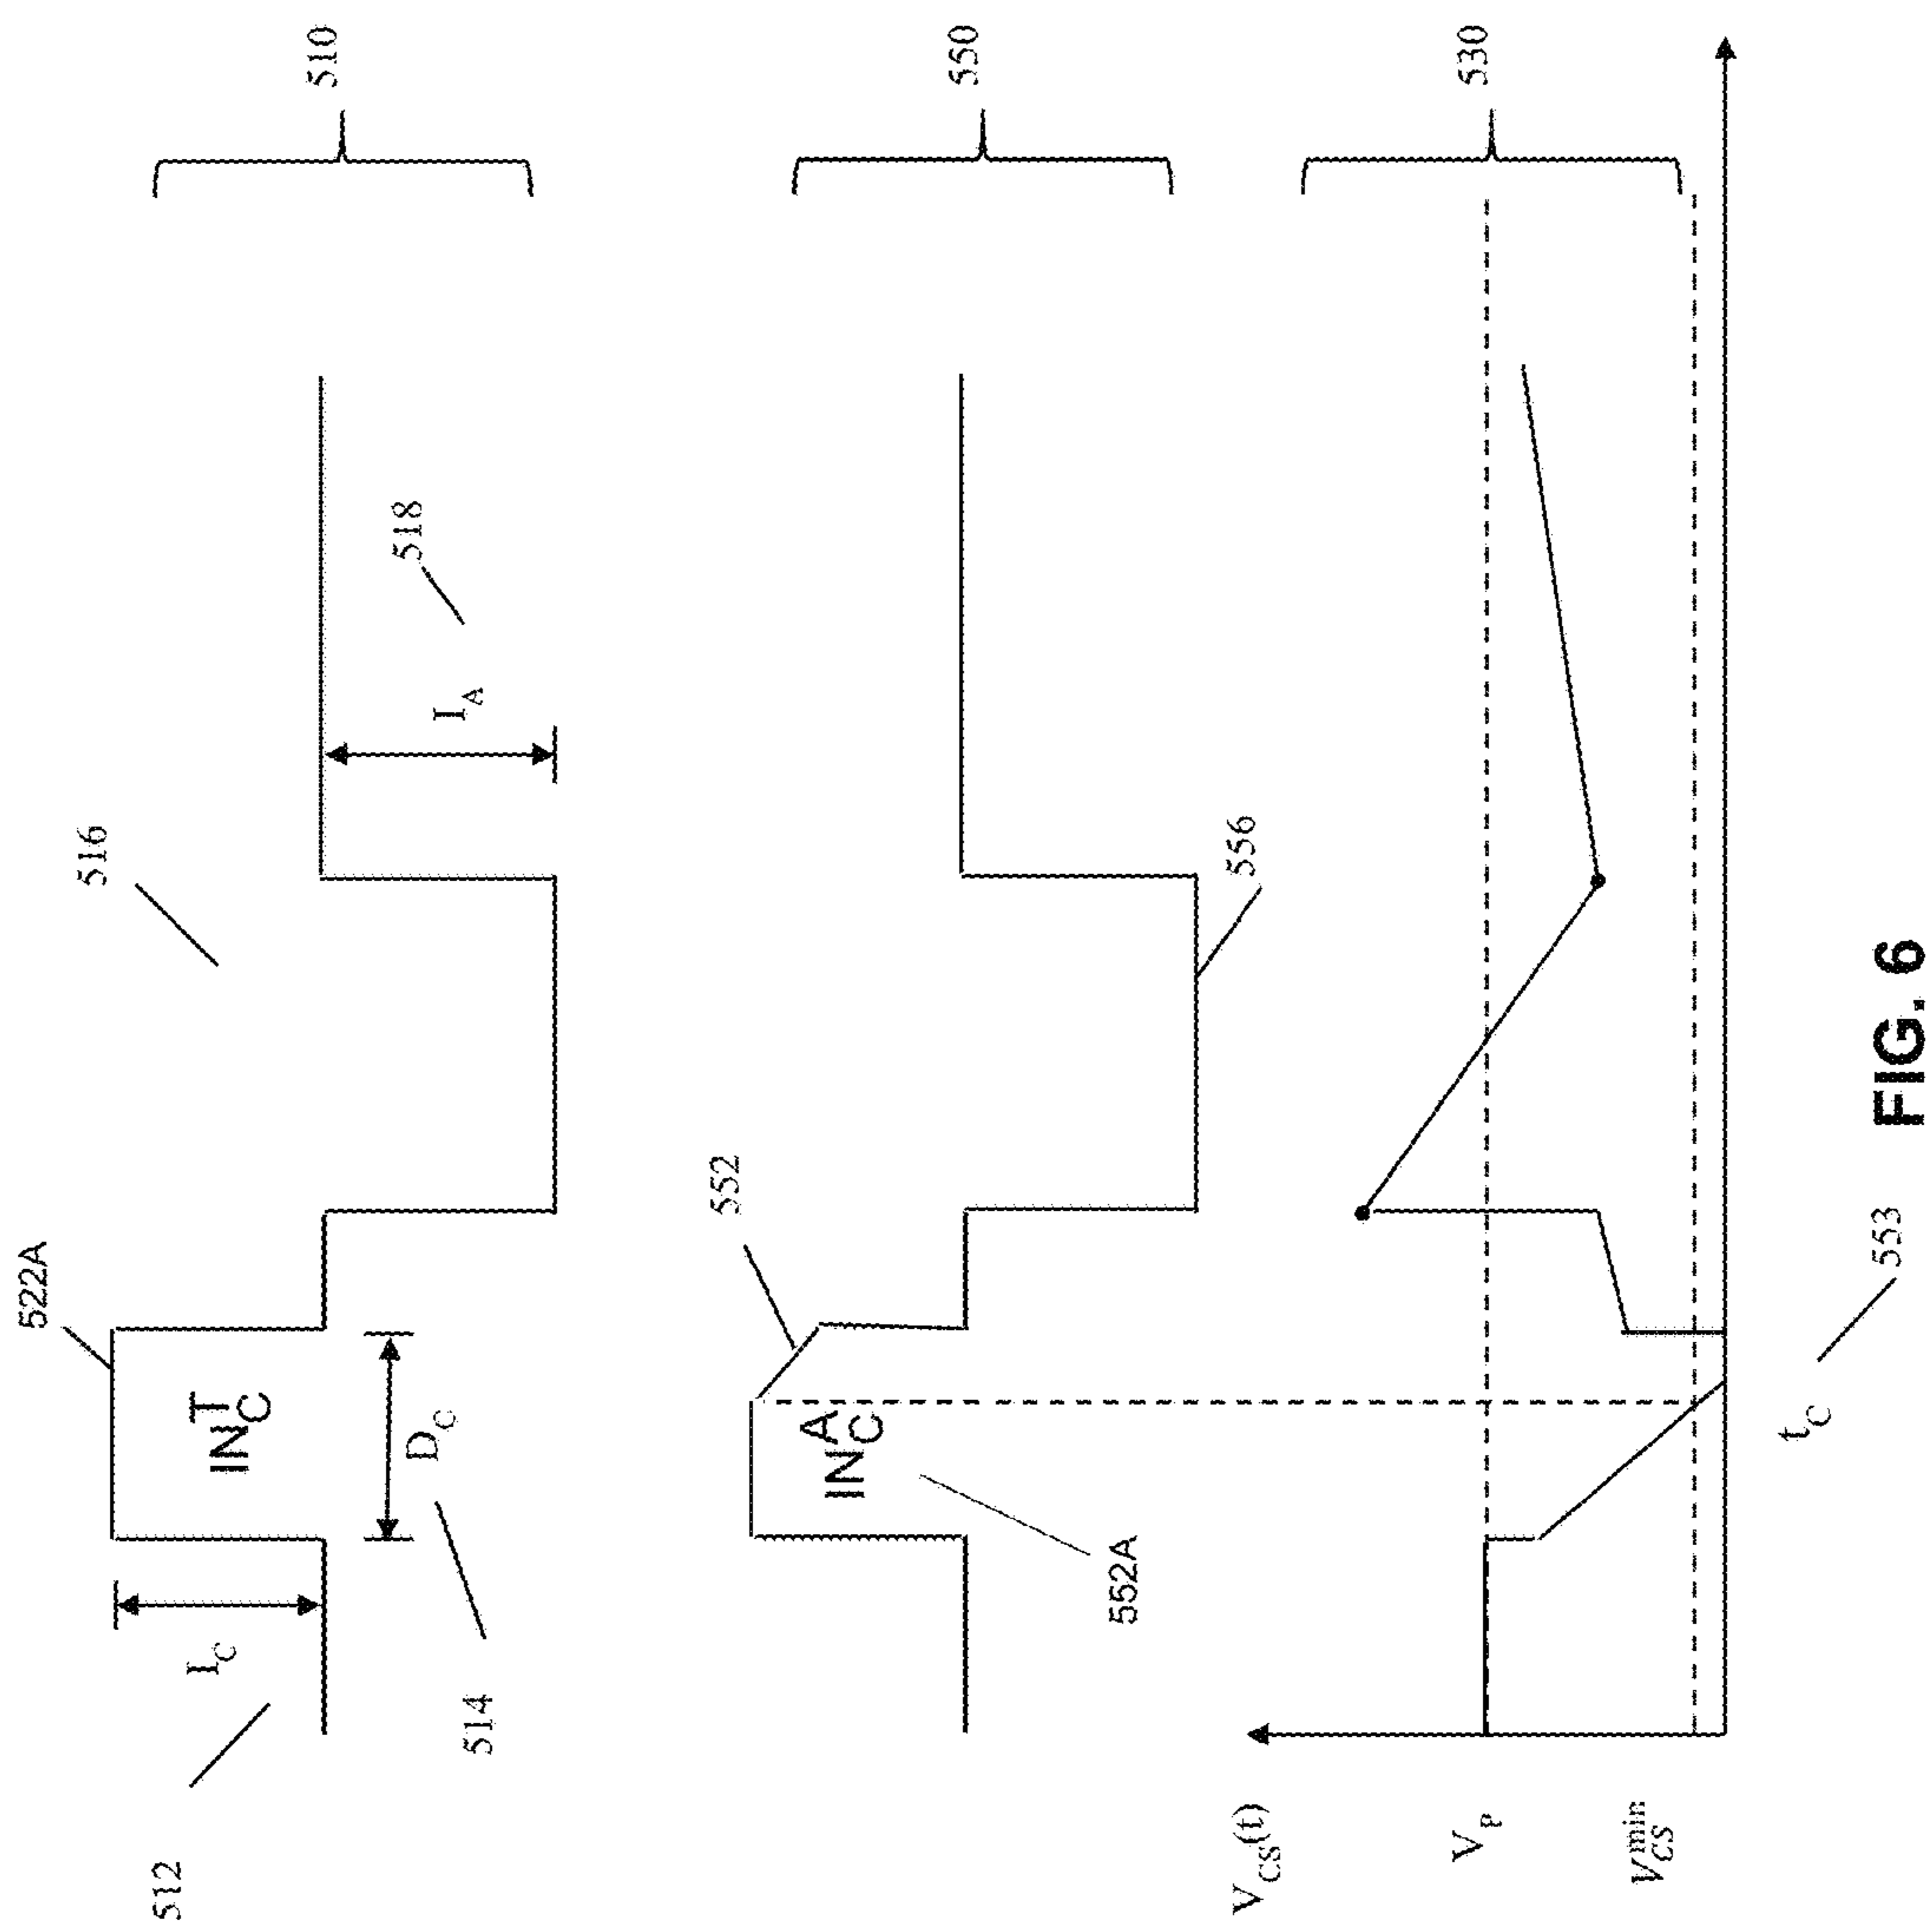 510
522A
516
IN_C^T
I_C
I_A
518
D_C
512
514
550
552
IN_C^A
552A
556
530
V_CS(t)
V_P
V_CS^min
t_C
553
FIG. 6